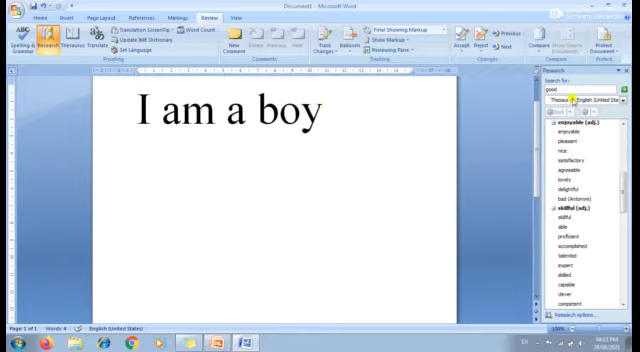 Document1 - Microsoft Word
Home Insert Page Layout References Mailings Review View
Spelling & Grammar
Research
Thesaurus
Translate
Translation ScreenTip
Update IME Dictionary
Set Language
Word Count
Proofing
New Comment
Delete
Previous
Next
Comments
Track Changes
Balloons
Final Showing Markup
Show Markup
Reviewing Pane
Tracking
Accept
Reject
Previous
Next
Changes
Compare
Show Source Documents
Compare
Protect Document
Protect
I am a boy
Research
Search for:
good
Thesaurus: English (United Sta
Back
enjoyable (adj.)
enjoyable
pleasant
nice
satisfactory
agreeable
lovely
delightful
bad (Antonym)
skillful (adj.)
skillful
able
proficient
accomplished
talented
expert
skilled
capable
clever
competent
Research options...
Page: 1 of 1 Words: 4 English (United States)
EN